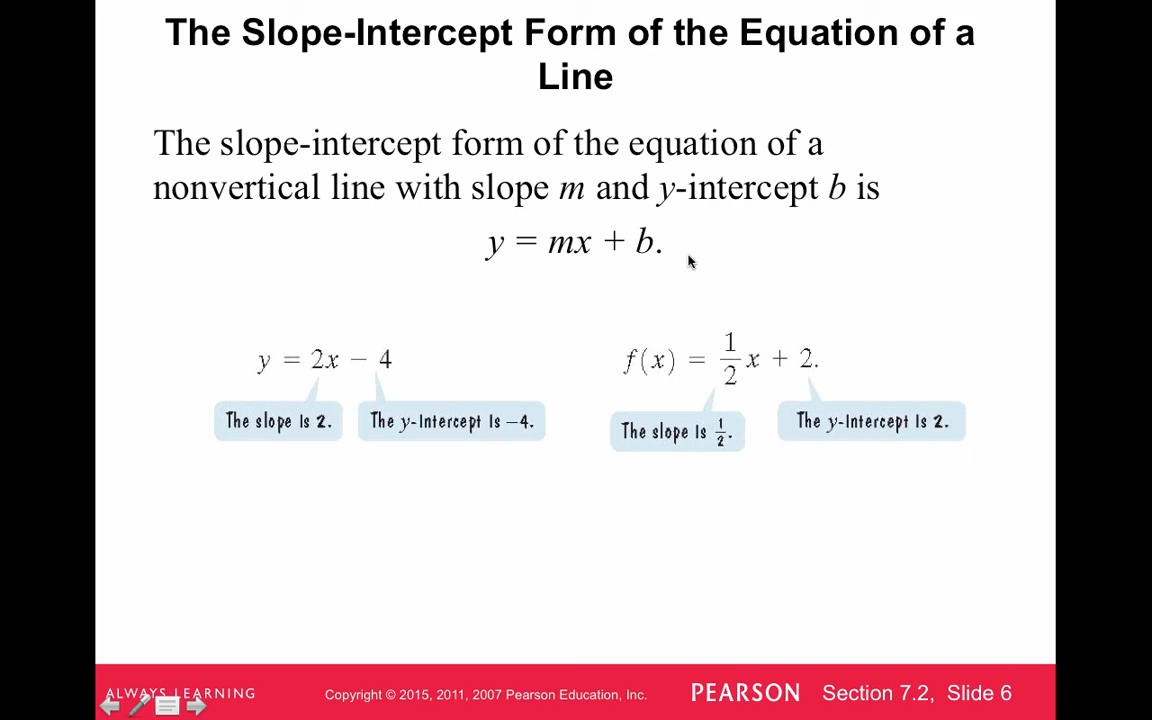 The Slope-Intercept Form of the Equation of a
Line
The slope-intercept form of the equation of a
nonvertical line with slope m and y-intercept b is
y = mx + b.
y = 2x − 4
The slope is 2.
The y-intercept is −4.
f(x) = 1/2 x + 2.
The slope is 1/2.
The y-intercept is 2.
ALWAYS LEARNING
Copyright © 2015, 2011, 2007 Pearson Education, Inc.
PEARSON
Section 7.2, Slide 6